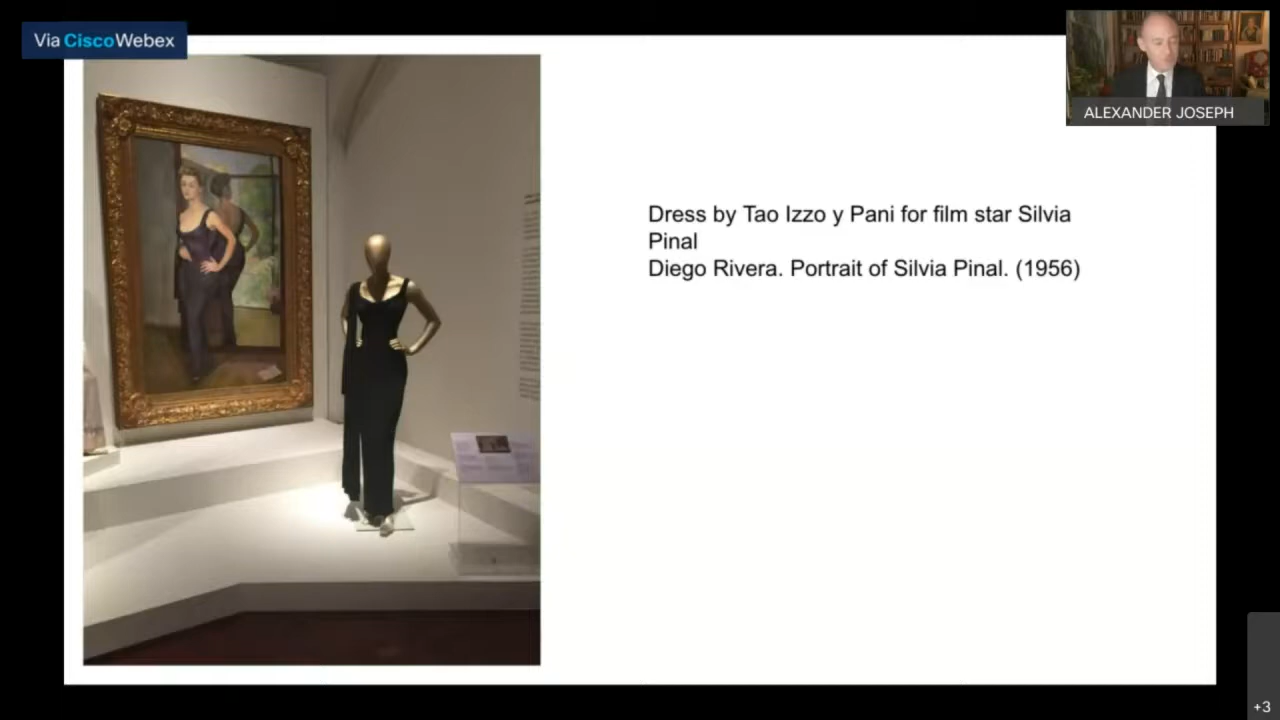 Via CiscoWebex
ALEXANDER JOSEPH
Dress by Tao Izzo y Pani for film star Silvia
Pinal
Diego Rivera. Portrait of Silvia Pinal. (1956)
+3